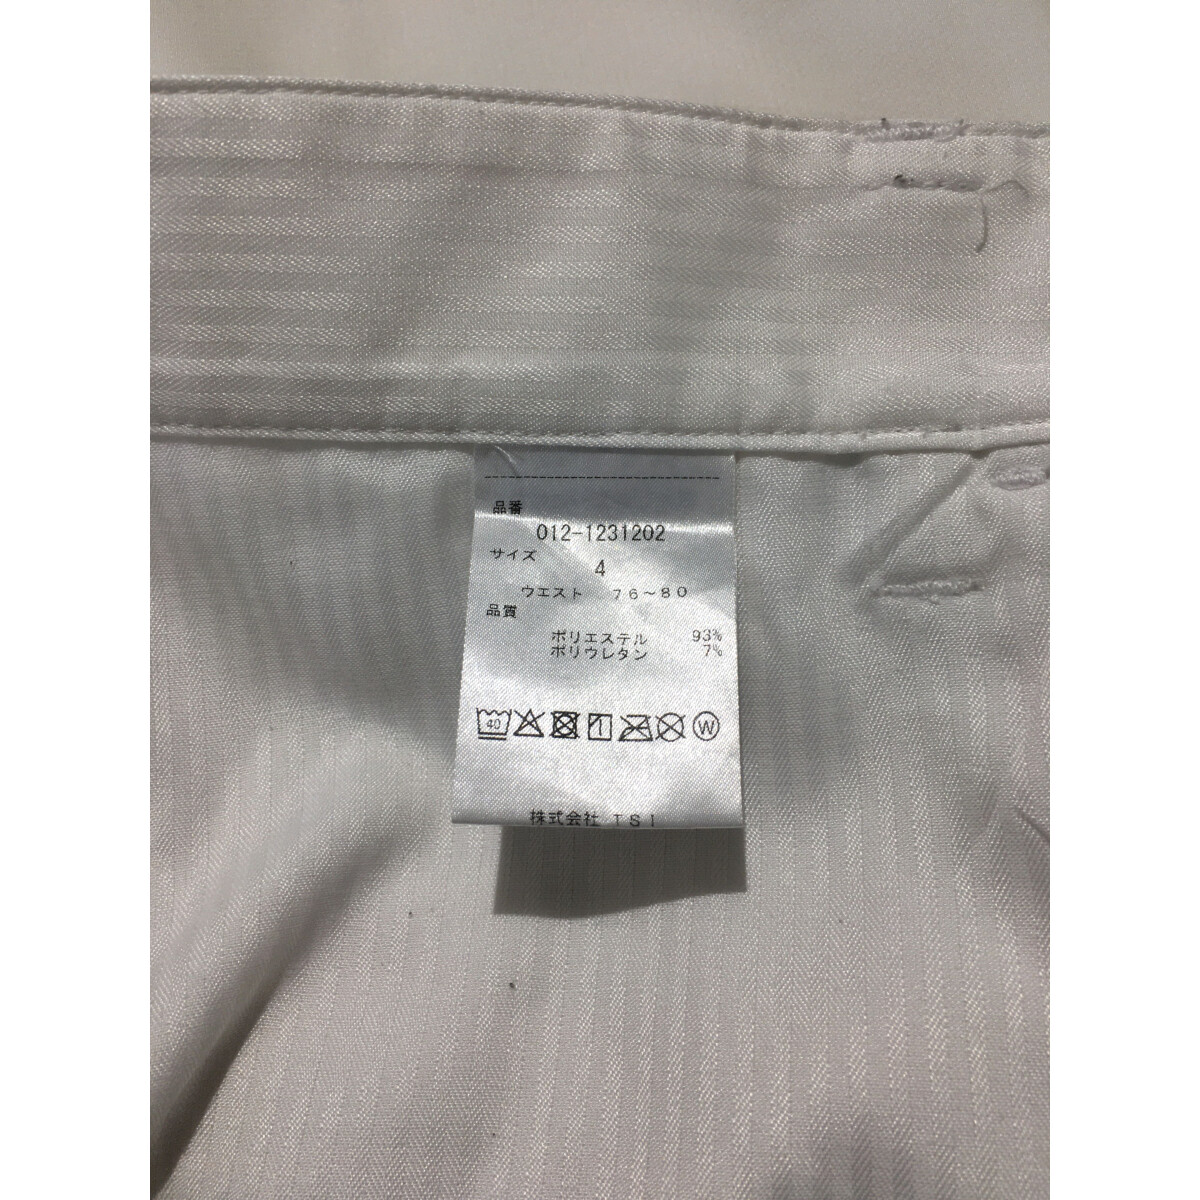 品番
012-1231202
サイズ
4
ウエスト 76~80
品質
ポリエステル 93%
ポリウレタン 7%
40 W
株式会社 TSI